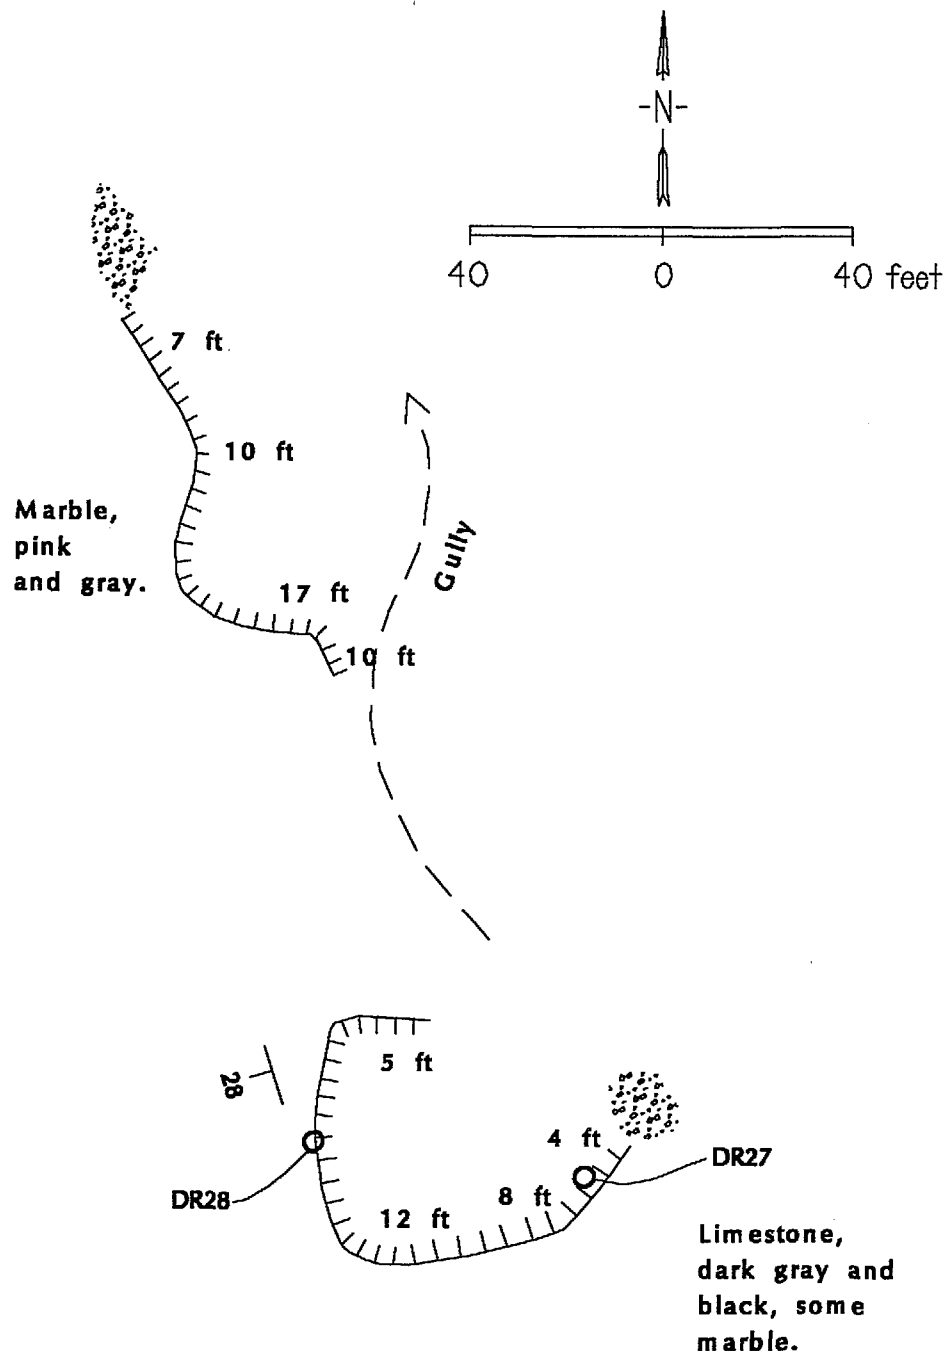 -N-
40 0 40 feet
7 ft
10 ft
Marble,
pink
and gray.
Gully
17 ft
10 ft
5 ft
28
4 ft
DR27
DR28
8 ft
12 ft
Limestone,
dark gray and
black, some
marble.